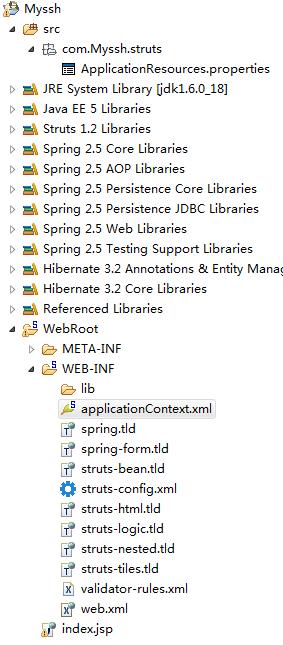 Myssh
src
com.Myssh.struts
ApplicationResources.properties
JRE System Library [jdk1.6.0_18]
Java EE 5 Libraries
Struts 1.2 Libraries
Spring 2.5 Core Libraries
Spring 2.5 AOP Libraries
Spring 2.5 Persistence Core Libraries
Spring 2.5 Persistence JDBC Libraries
Spring 2.5 Web Libraries
Spring 2.5 Testing Support Libraries
Hibernate 3.2 Annotations & Entity Manag
Hibernate 3.2 Core Libraries
Referenced Libraries
WebRoot
META-INF
WEB-INF
lib
applicationContext.xml
spring.tld
spring-form.tld
struts-bean.tld
struts-config.xml
struts-html.tld
struts-logic.tld
struts-nested.tld
struts-tiles.tld
validator-rules.xml
web.xml
index.jsp